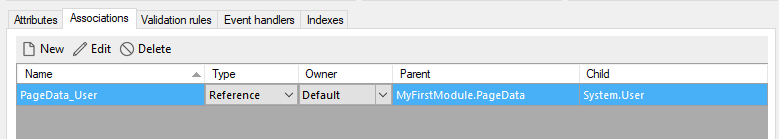 Attributes Associations Validation rules Event handlers Indexes
New Edit Delete
Name Type Owner Parent Child
PageData_User Reference Default MyFirstModule.PageData System.User